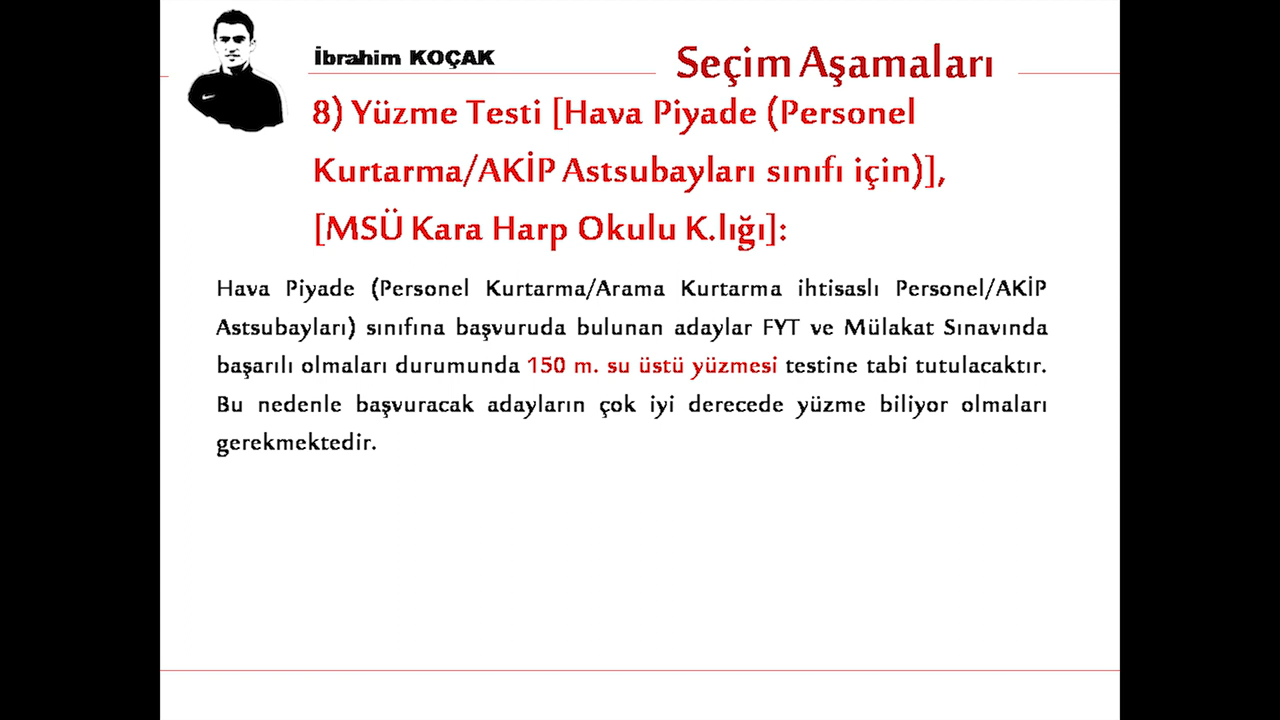 İbrahim KOÇAK
Seçim Aşamaları
8) Yüzme Testi [Hava Piyade (Personel
Kurtarma/AKİP Astsubayları sınıfı için)],
[MSÜ Kara Harp Okulu K.lığı]:
Hava Piyade (Personel Kurtarma/Arama Kurtarma ihtisaslı Personel/AKİP
Astsubayları) sınıfına başvuruda bulunan adaylar FYT ve Mülakat Sınavında
başarılı olmaları durumunda 150 m. su üstü yüzmesi testine tabi tutulacaktır.
Bu nedenle başvuracak adayların çok iyi derecede yüzme biliyor olmaları
gerekmektedir.